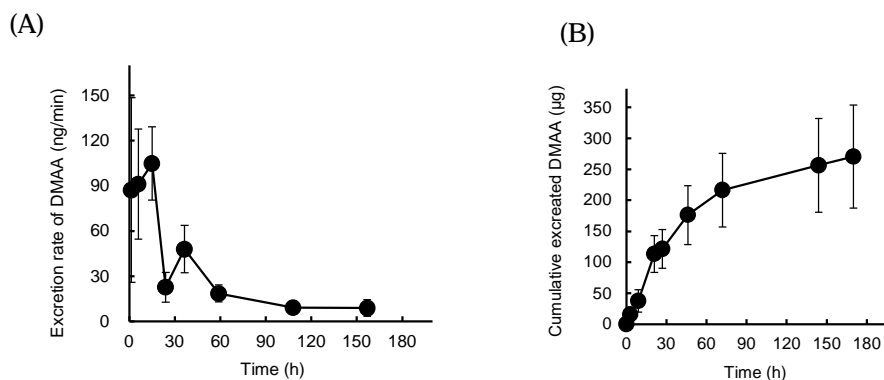 (A)
Excretion rate of DMAA (ng/min)
150
120
90
60
30
0
0 30 60 90 120 150 180
Time (h)
(B)
Cumulative excreated DMAA (µg)
350
300
250
200
150
100
50
0
0 30 60 90 120 150 180
Time (h)